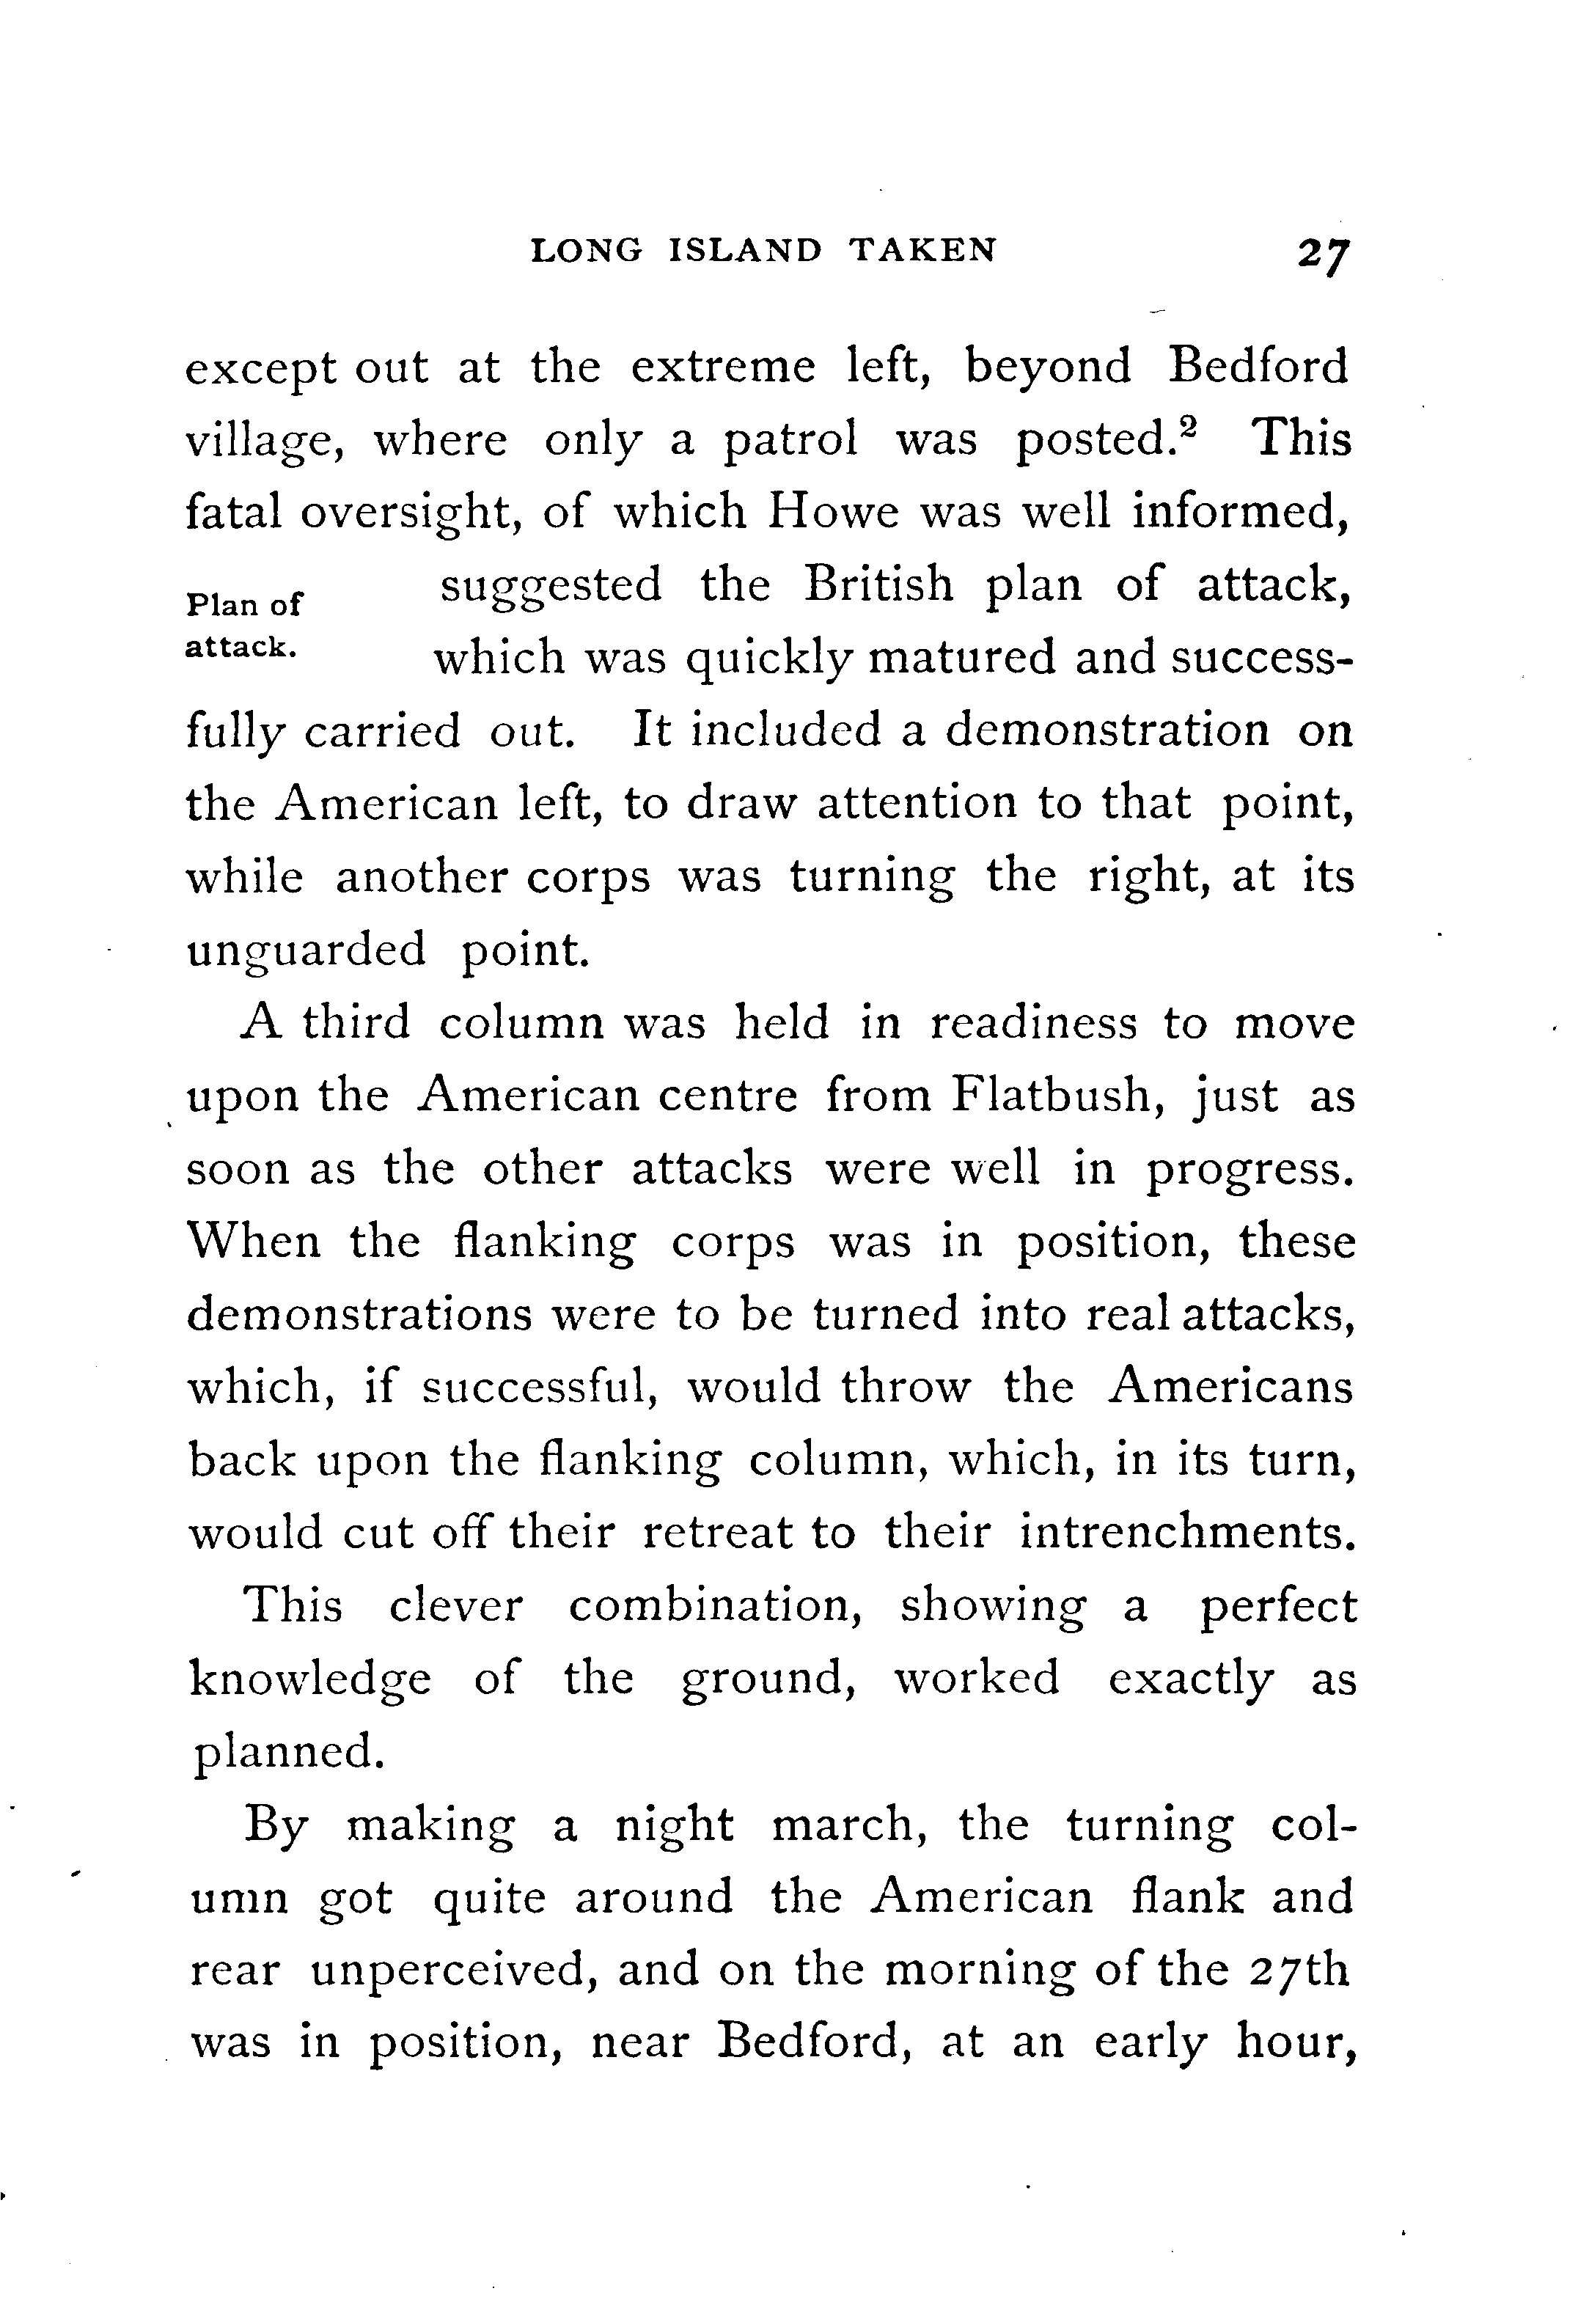 LONG ISLAND TAKEN 27
except out at the extreme left, beyond Bedford
village, where only a patrol was posted.² This
fatal oversight, of which Howe was well informed,
Plan of
attack.
suggested the British plan of attack,
which was quickly matured and success-
fully carried out. It included a demonstration on
the American left, to draw attention to that point,
while another corps was turning the right, at its
unguarded point.
A third column was held in readiness to move
upon the American centre from Flatbush, just as
soon as the other attacks were well in progress.
When the flanking corps was in position, these
demonstrations were to be turned into real attacks,
which, if successful, would throw the Americans
back upon the flanking column, which, in its turn,
would cut off their retreat to their intrenchments.
This clever combination, showing a perfect
knowledge of the ground, worked exactly as
planned.
By making a night march, the turning col-
umn got quite around the American flank and
rear unperceived, and on the morning of the 27th
was in position, near Bedford, at an early hour,